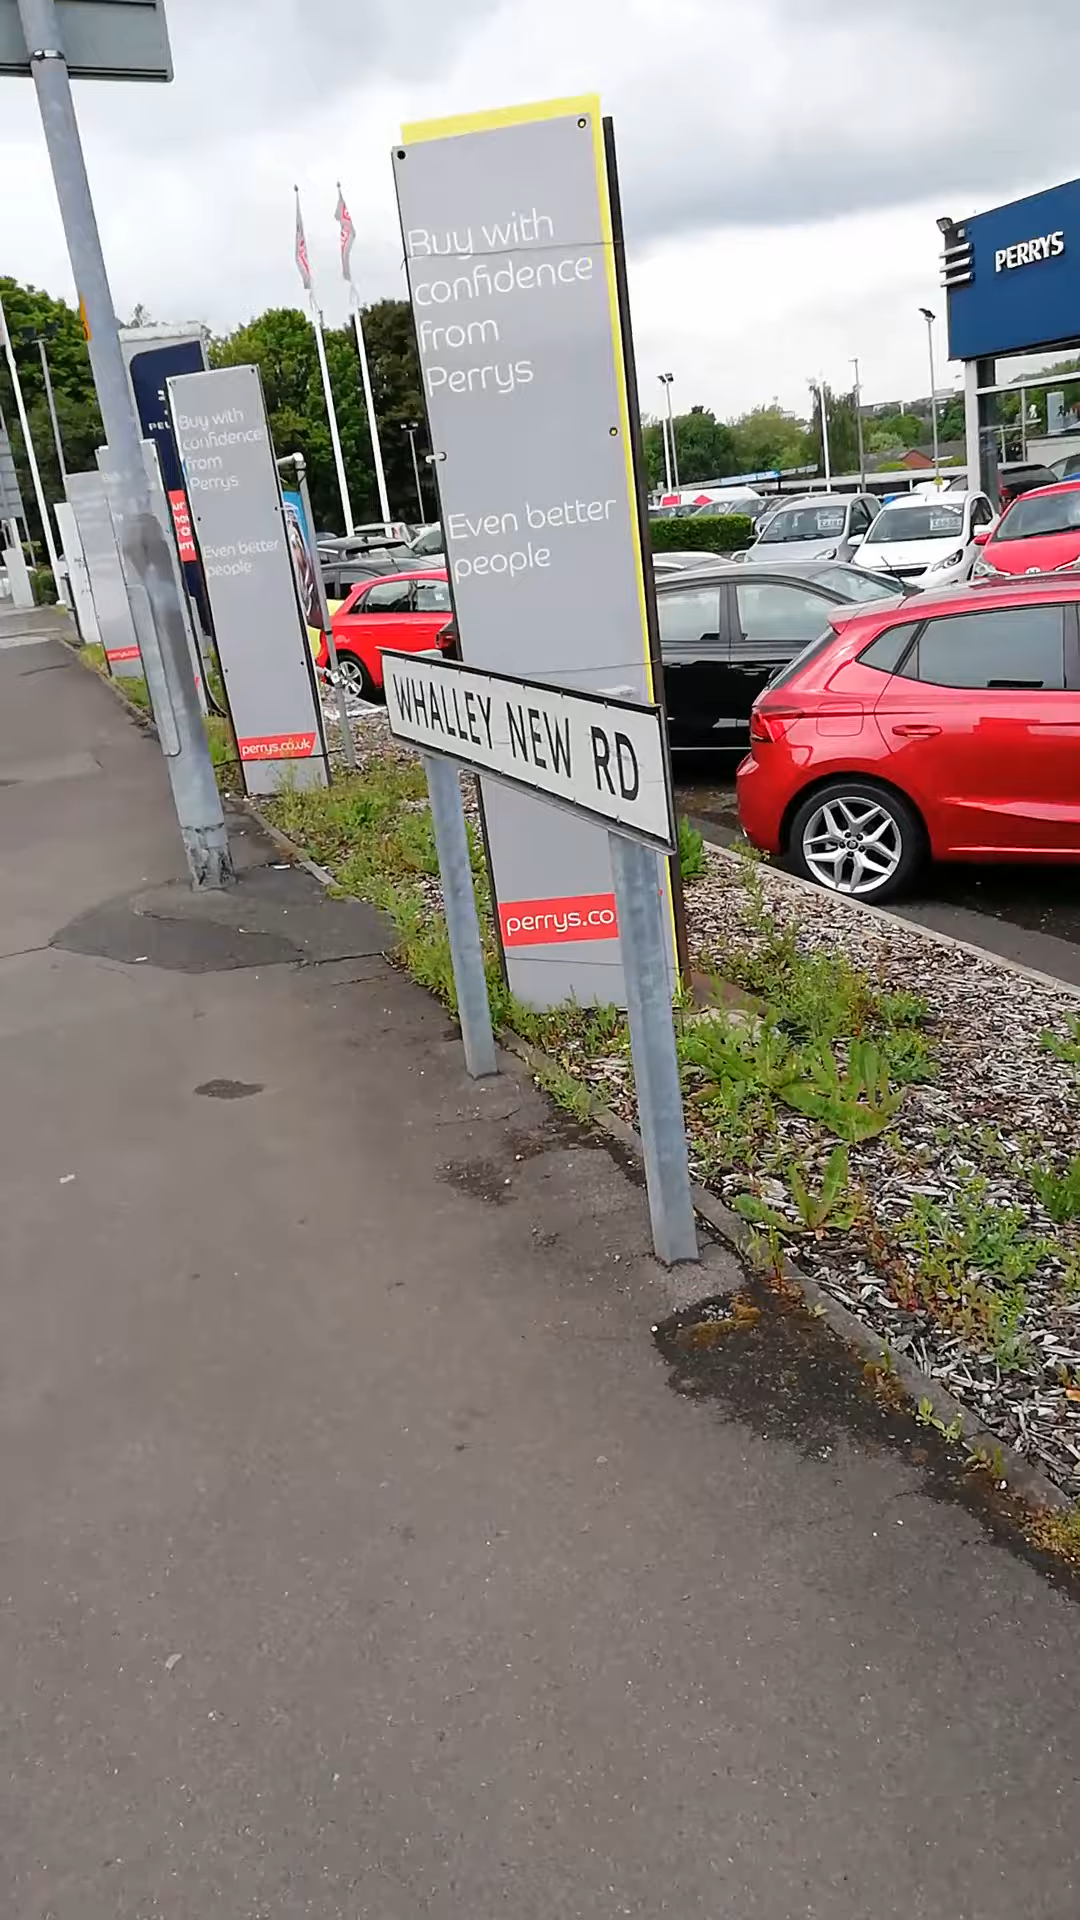 Buy with
confidence
from
Perrys
Even better
people
perrys.co
WHALLEY NEW RD
PERRYS
Buy with
confidence
from
Perrys
Even better
people
perrys.co.uk